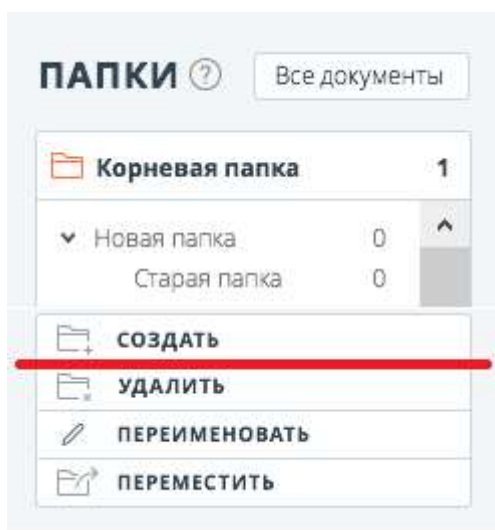 ПАПКИ ? Все документы
Корневая папка 1
Новая папка 0
Старая папка 0
СОЗДАТЬ
УДАЛИТЬ
ПЕРЕИМЕНОВАТЬ
ПЕРЕМЕСТИТЬ